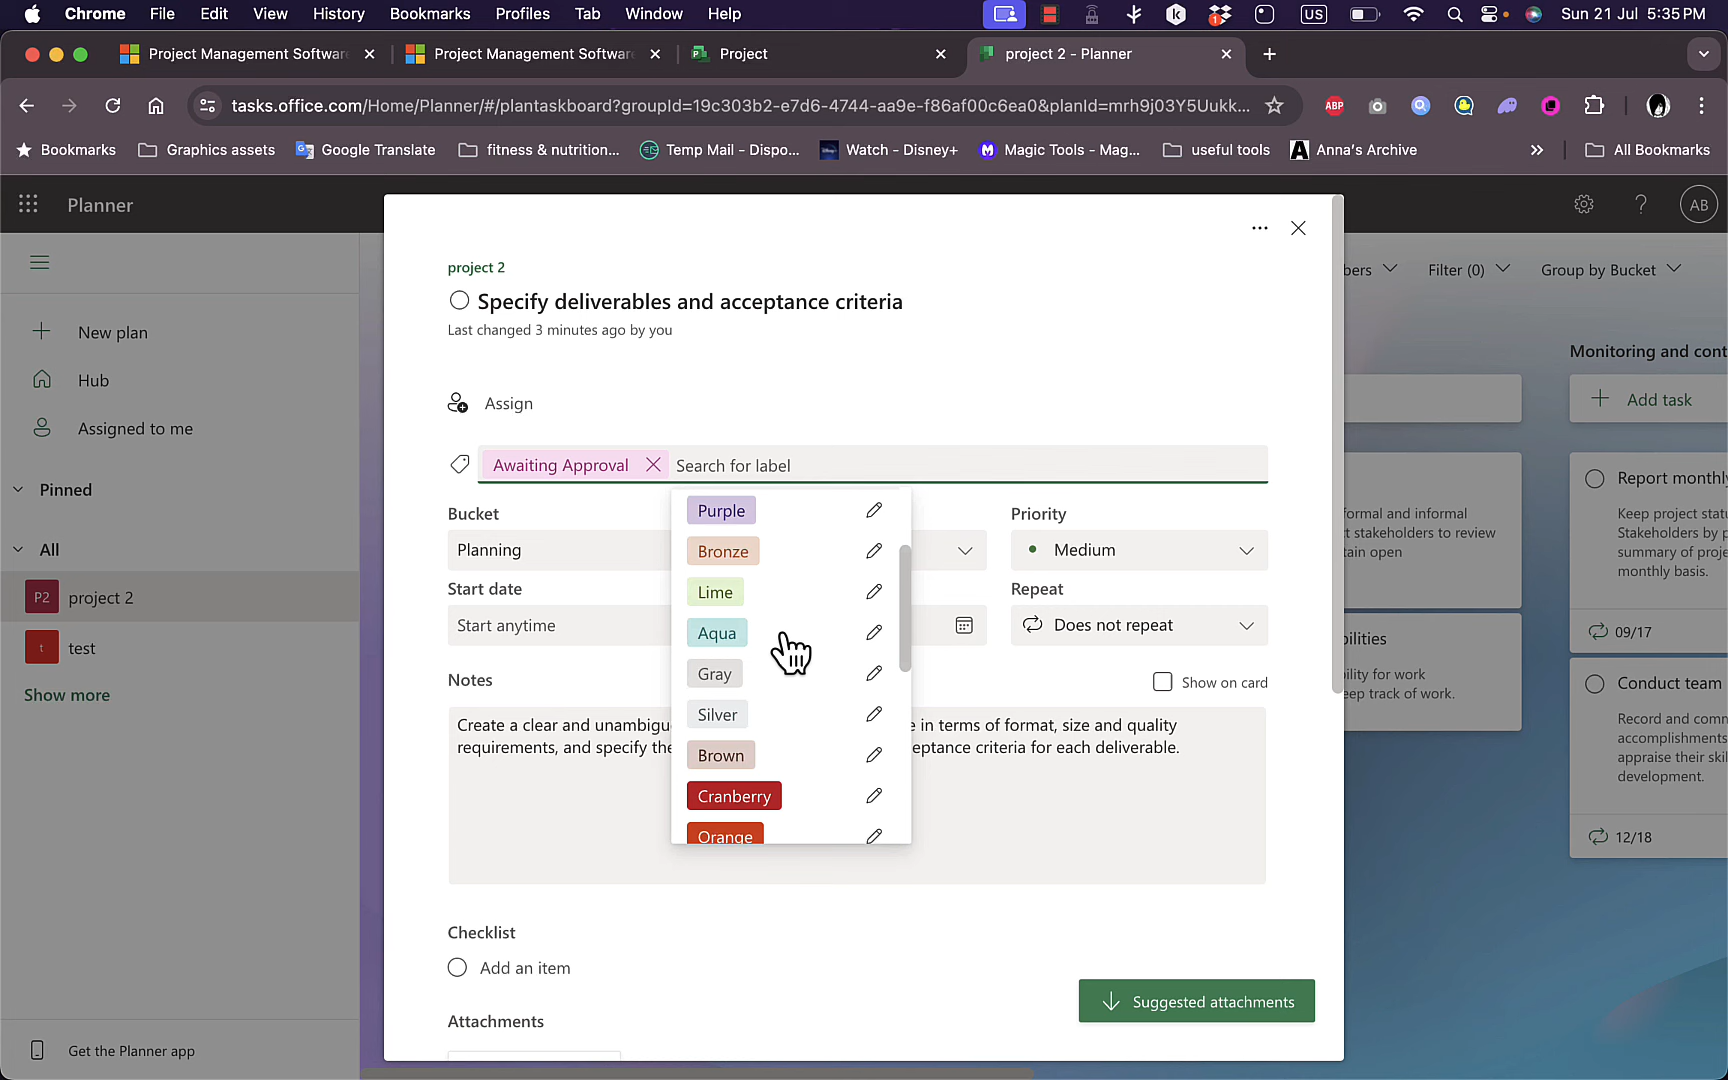 Chrome File Edit View History Bookmarks Profiles Tab Window Help US Sun 21 Jul 5:35 PM
Project Management Softwar Project Management Softwar Project project 2 - Planner
tasks.office.com/Home/Planner/#/plantaskboard?groupId=19c303b2-e7d6-4744-aa9e-f86af00c6ea0&planId=mrh9j03Y5Uukk... ABP
Bookmarks Graphics assets Google Translate fitness & nutrition... Temp Mail - Dispo... Watch - Disney+ Magic Tools - Mag... useful tools Anna's Archive All Bookmarks
Planner ? AB
New plan
Hub
Assigned to me
Pinned
All
P2 project 2
t test
Show more
Get the Planner app
project 2
Specify deliverables and acceptance criteria
Last changed 3 minutes ago by you
Assign
Awaiting Approval Search for label
Bucket Priority
Planning Medium
Start date Repeat
Start anytime Does not repeat
Purple
Bronze
Lime
Aqua
Gray
Silver
Brown
Cranberry
Orange
Notes Show on card
Create a clear and unambigu e in terms of format, size and quality
requirements, and specify the eptance criteria for each deliverable.
Checklist
Add an item
Suggested attachments
Attachments
bers Filter (0) Group by Bucket
Monitoring and cont
Add task
ormal and informal
t stakeholders to review
tain open
bilities
ility for work
eep track of work.
Report monthly
Keep project statu
Stakeholders by p
summary of proje
monthly basis.
09/17
Conduct team
Record and comm
accomplishments
appraise their skil
development.
12/18